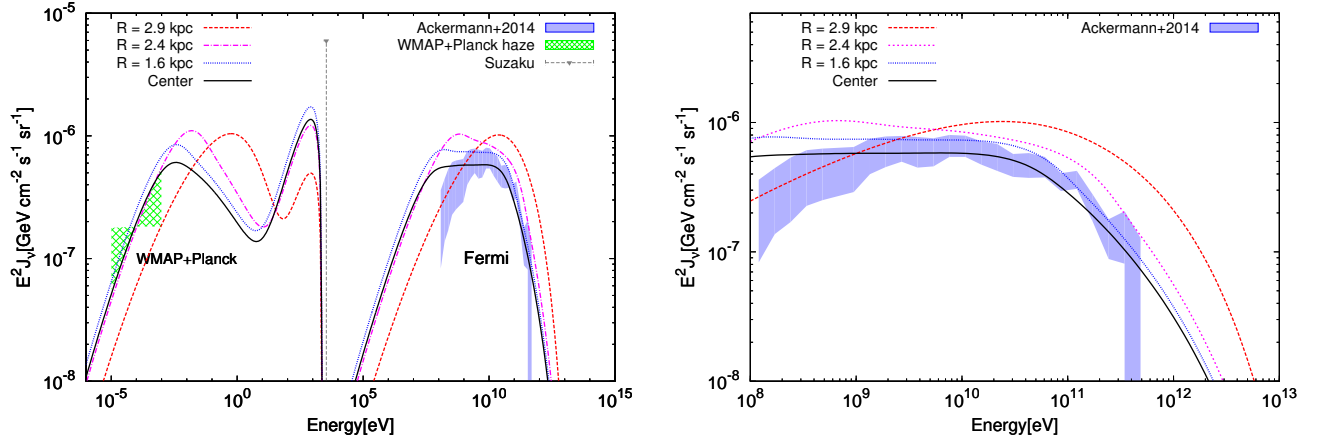 R = 2.9 kpc
R = 2.4 kpc
R = 1.6 kpc
Center
Ackermann+2014
WMAP+Planck haze
Suzaku
WMAP+Planck
Fermi
10^-5
10^-6
10^-7
10^-8
E^2J_ν[GeV cm^-2 s^-1 sr^-1]
10^-5 10^0 10^5 10^10 10^15
Energy[eV]
R = 2.9 kpc
R = 2.4 kpc
R = 1.6 kpc
Center
Ackermann+2014
10^-5
10^-6
10^-7
10^-8
E^2J_ν[GeV cm^-2 s^-1 sr^-1]
10^8 10^9 10^10 10^11 10^12 10^13
Energy[eV]